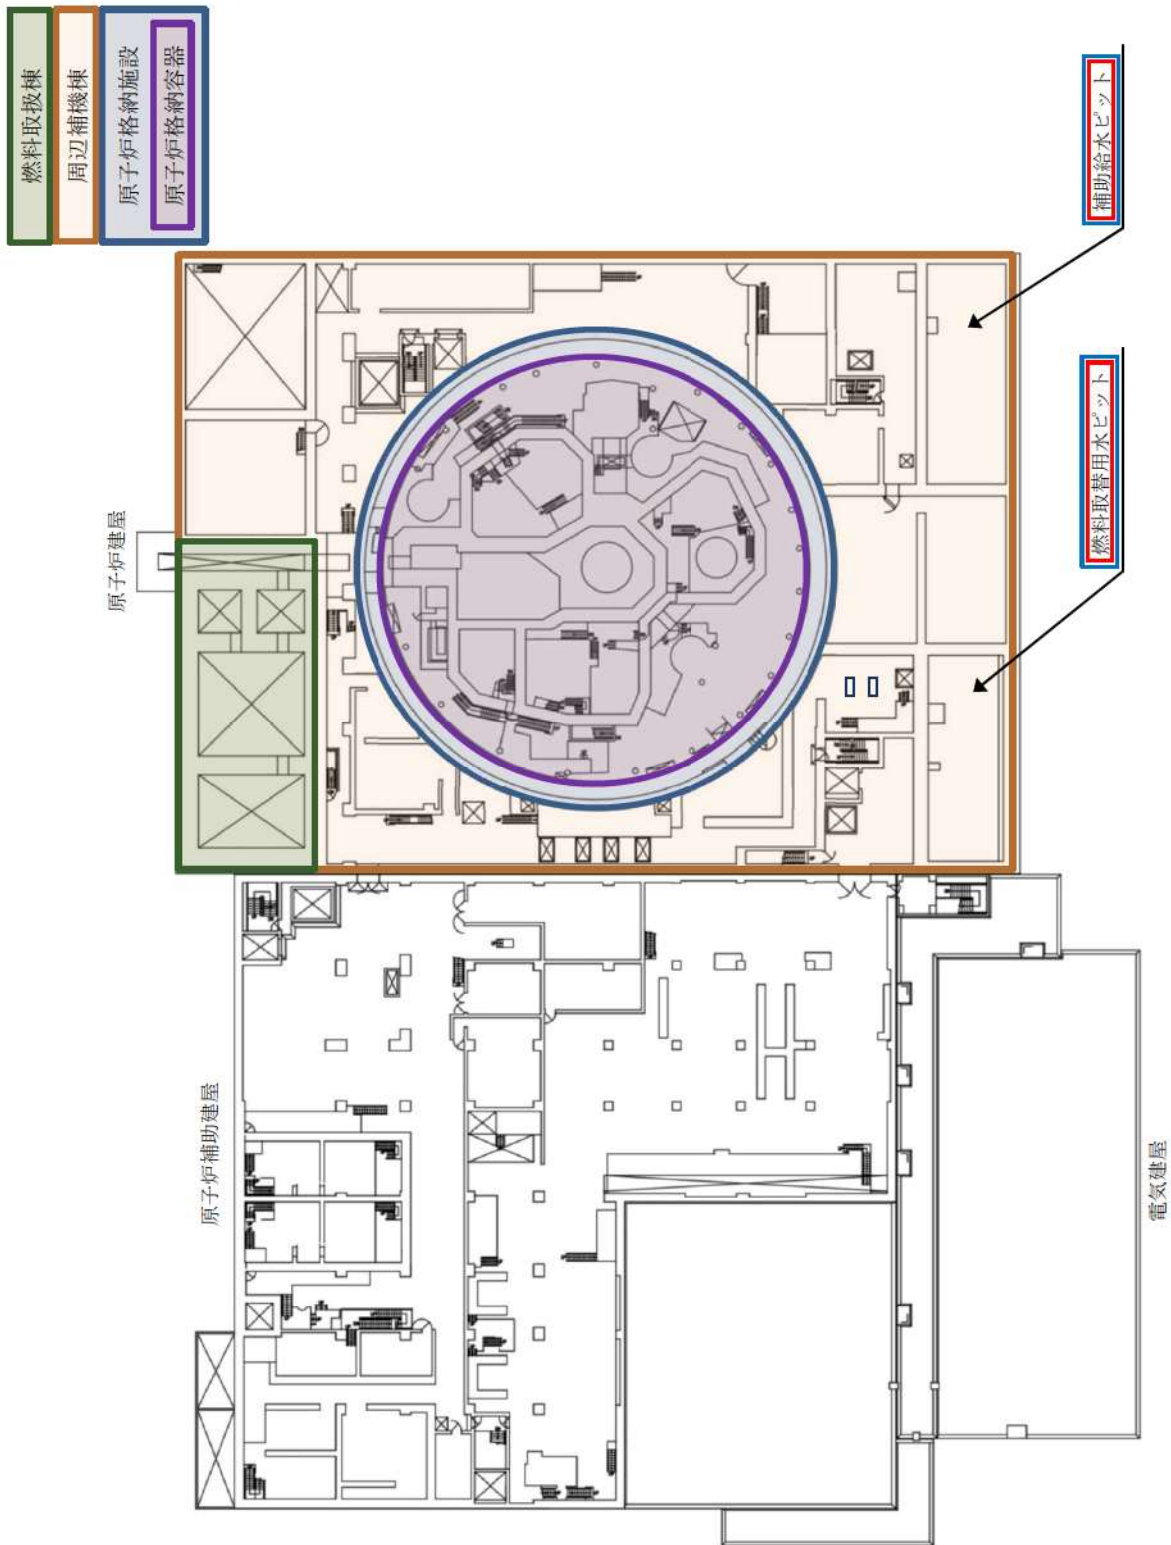 燃料取扱棟
周辺補機棟
原子炉格納施設
原子炉格納容器
補助給水ピット
燃料取替用水ピット
原子炉建屋
原子炉補助建屋
電気建屋